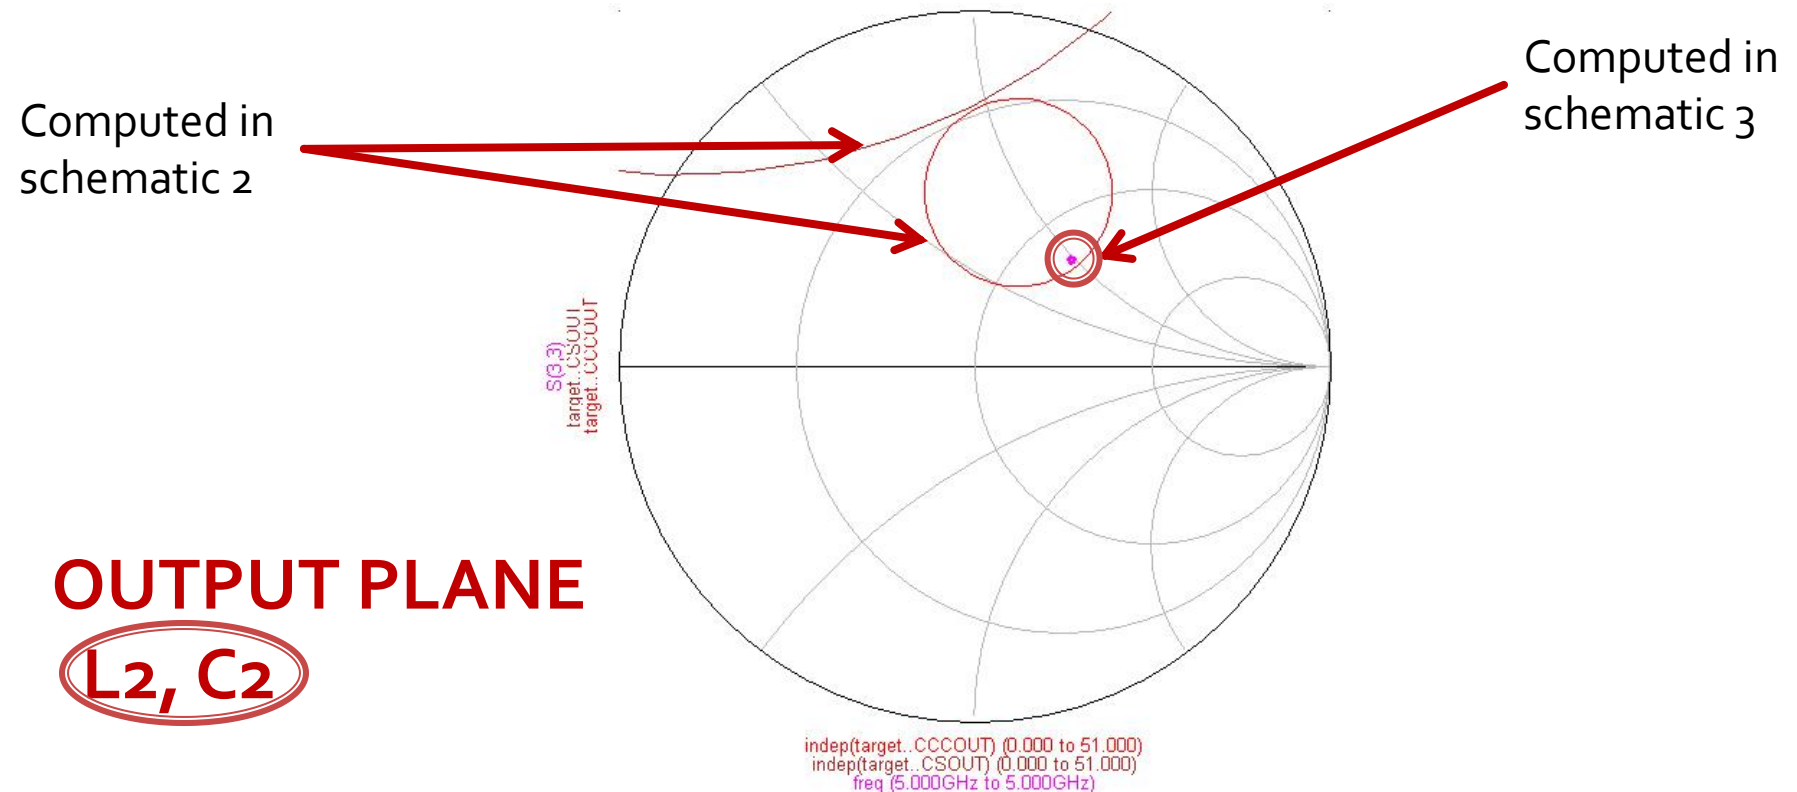 Computed in
schematic 2
Computed in
schematic 3
S(3,3)
target..CSOUT
target..CCCOUT
OUTPUT PLANE
L2, C2
indep(target..CCCOUT) (0.000 to 51.000)
indep(target..CSOUT) (0.000 to 51.000)
freq (5.000GHz to 5.000GHz)